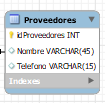 Proveedores
idProveedores INT
Nombre VARCHAR(45)
Telefono VARCHAR(15)
Indexes